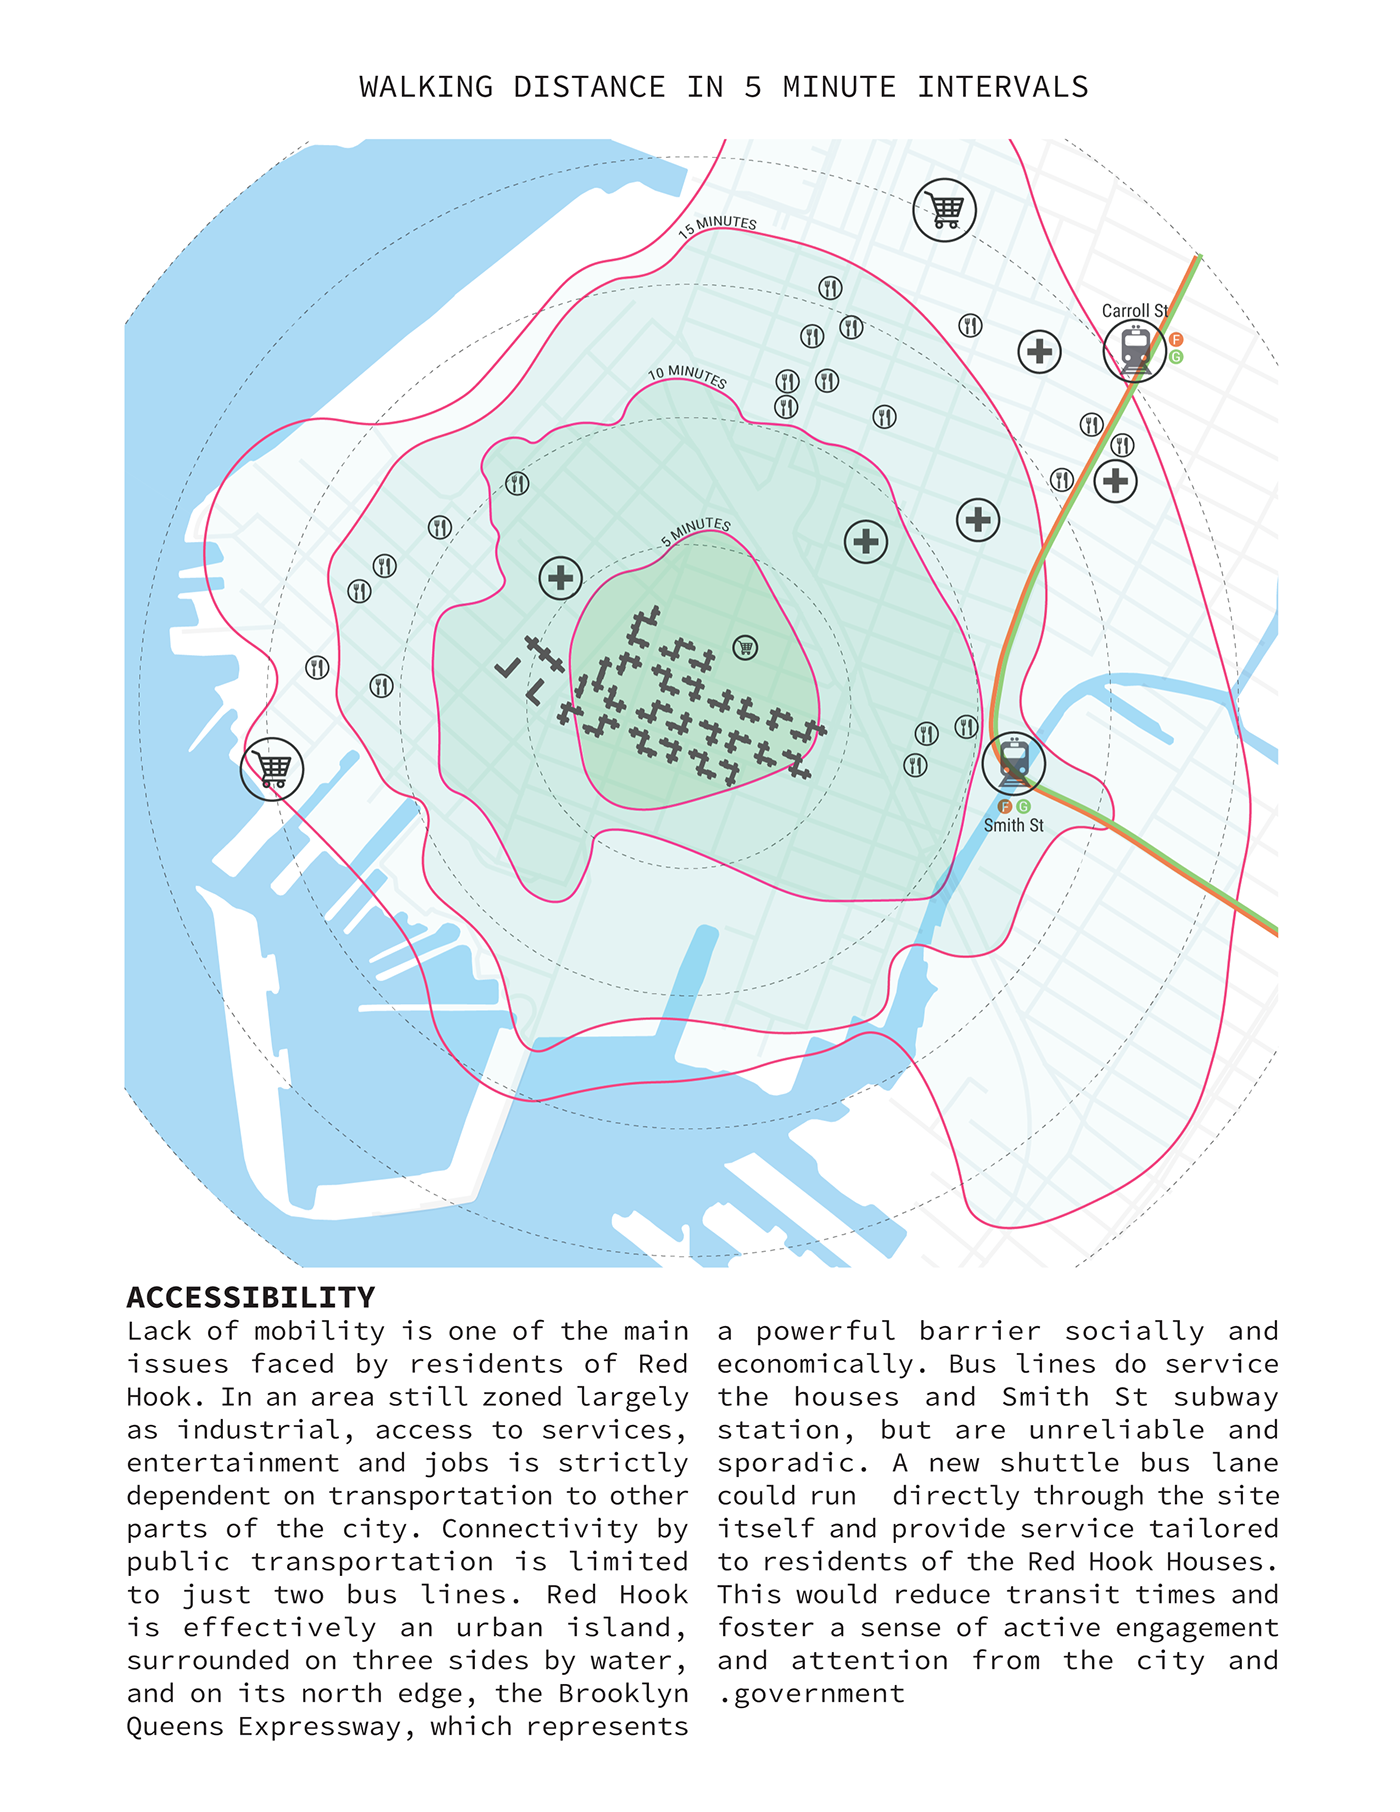 WALKING DISTANCE IN 5 MINUTE INTERVALS
15 MINUTES
Carroll St
F
G
10 MINUTES
5 MINUTES
F G
Smith St
ACCESSIBILITY
Lack of mobility is one of the main
issues faced by residents of Red
Hook. In an area still zoned largely
as industrial, access to services,
entertainment and jobs is strictly
dependent on transportation to other
parts of the city. Connectivity by
public transportation is limited
to just two bus lines. Red Hook
is effectively an urban island,
surrounded on three sides by water,
and on its north edge, the Brooklyn
Queens Expressway, which represents
a powerful barrier socially and
economically. Bus lines do service
the houses and Smith St subway
station, but are unreliable and
sporadic. A new shuttle bus lane
could run directly through the site
itself and provide service tailored
to residents of the Red Hook Houses.
This would reduce transit times and
foster a sense of active engagement
and attention from the city and
.government